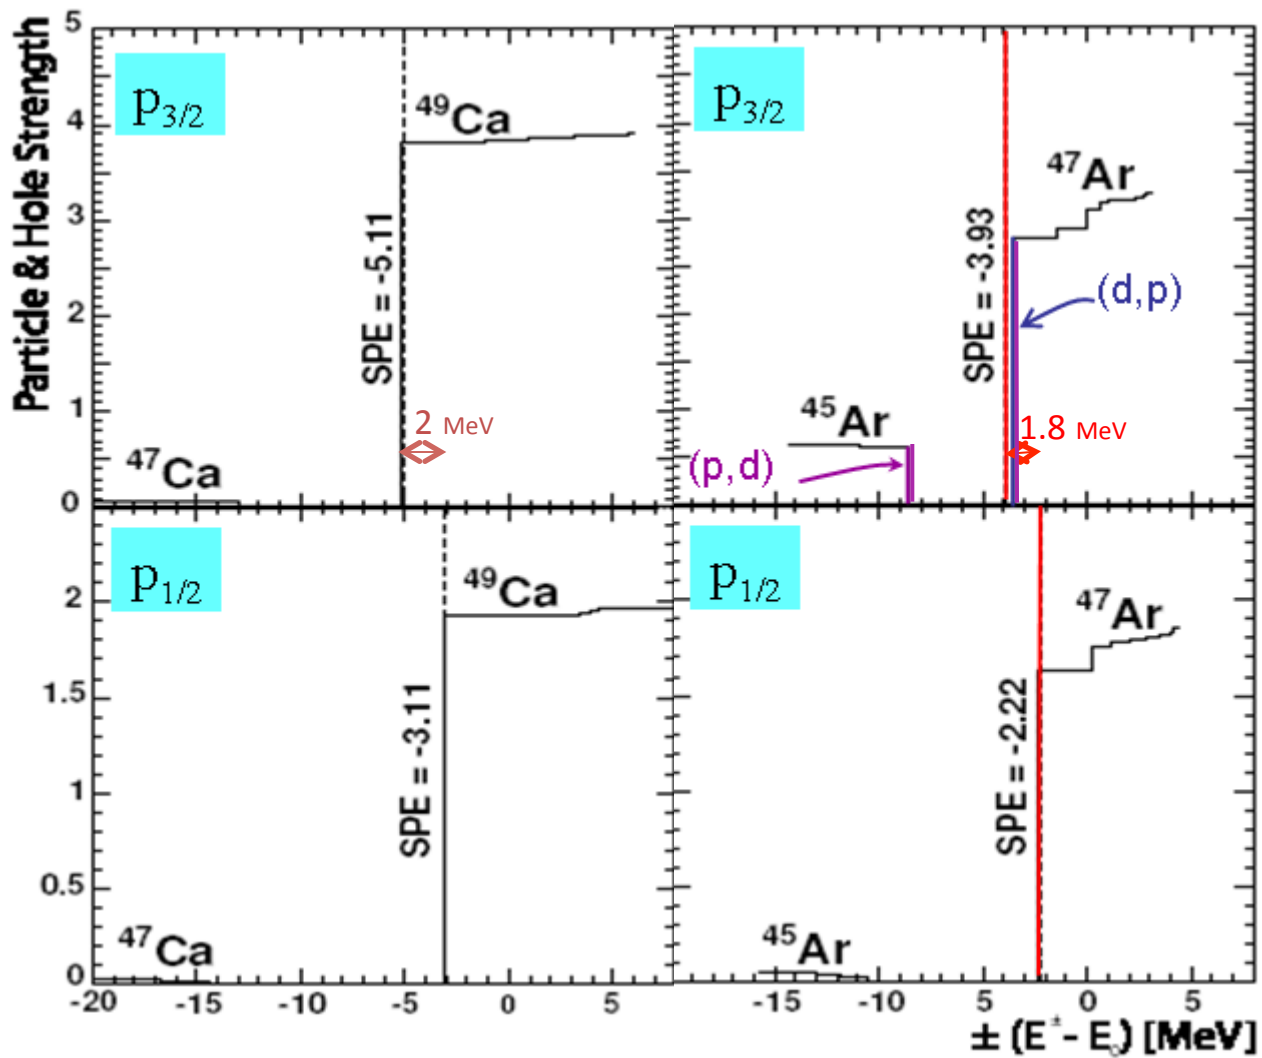 Particle & Hole Strength
5
4
3
2
1
0
p3/2
49Ca
SPE = -5.11
2 MeV
47Ca
p3/2
47Ar
SPE = -3.93
(d,p)
45Ar
1.8 MeV
(p,d)
2
1.5
1
0.5
0
p1/2
49Ca
SPE = -3.11
47Ca
p1/2
47Ar
SPE = -2.22
45Ar
-20 -15 -10 -5 0 5
-15 -10 5 0 5
± (E± - E0) [MeV]